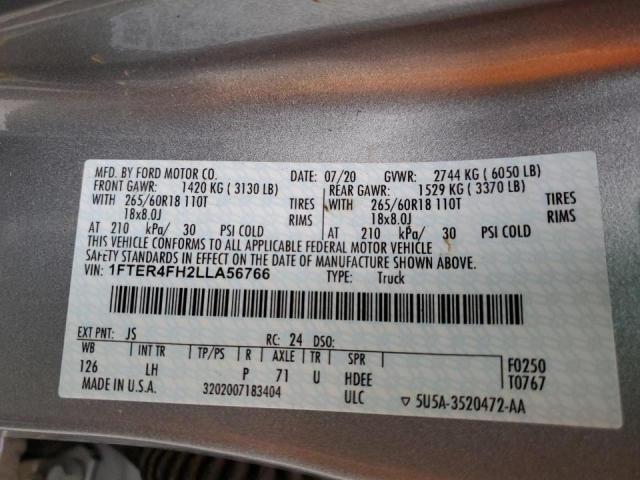 MFD. BY FORD MOTOR CO.
DATE: 07/20 GVWR: 2744 KG ( 6050 LB)
FRONT GAWR: 1420 KG ( 3130 LB)
REAR GAWR: 1529 KG ( 3370 LB)
WITH 265/60R18 110T TIRES
WITH 265/60R18 110T TIRES
18x8.0J RIMS
18x8.0J RIMS
AT 210 kPa/ 30 PSI COLD
AT 210 kPa/ 30 PSI COLD
THIS VEHICLE CONFORMS TO ALL APPLICABLE FEDERAL MOTOR VEHICLE
SAFETY STANDARDS IN EFFECT ON THE DATE OF MANUFACTURE SHOWN ABOVE.
VIN: 1FTER4FH2LLA56766
TYPE: Truck
EXT PNT: JS RC: 24 DSO:
WB INT TR TP/PS R AXLE TR SPR
126 LH P 71 U HDEE
F0250
T0767
MADE IN U.S.A. 3202007183404 ULC ▽ 5U5A-3520472-AA